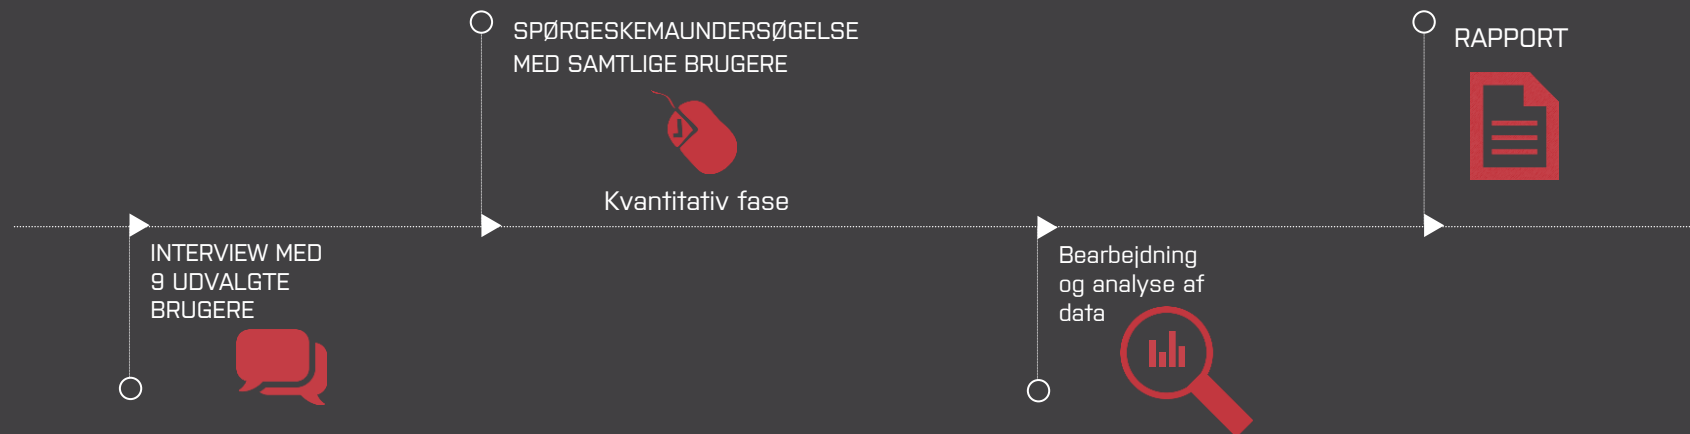 INTERVIEW MED
9 UDVALGTE
BRUGERE
SPØRGESKEMAUNDERSØGELSE
MED SAMTLIGE BRUGERE
Kvantitativ fase
Bearbejdning
og analyse af
data
RAPPORT